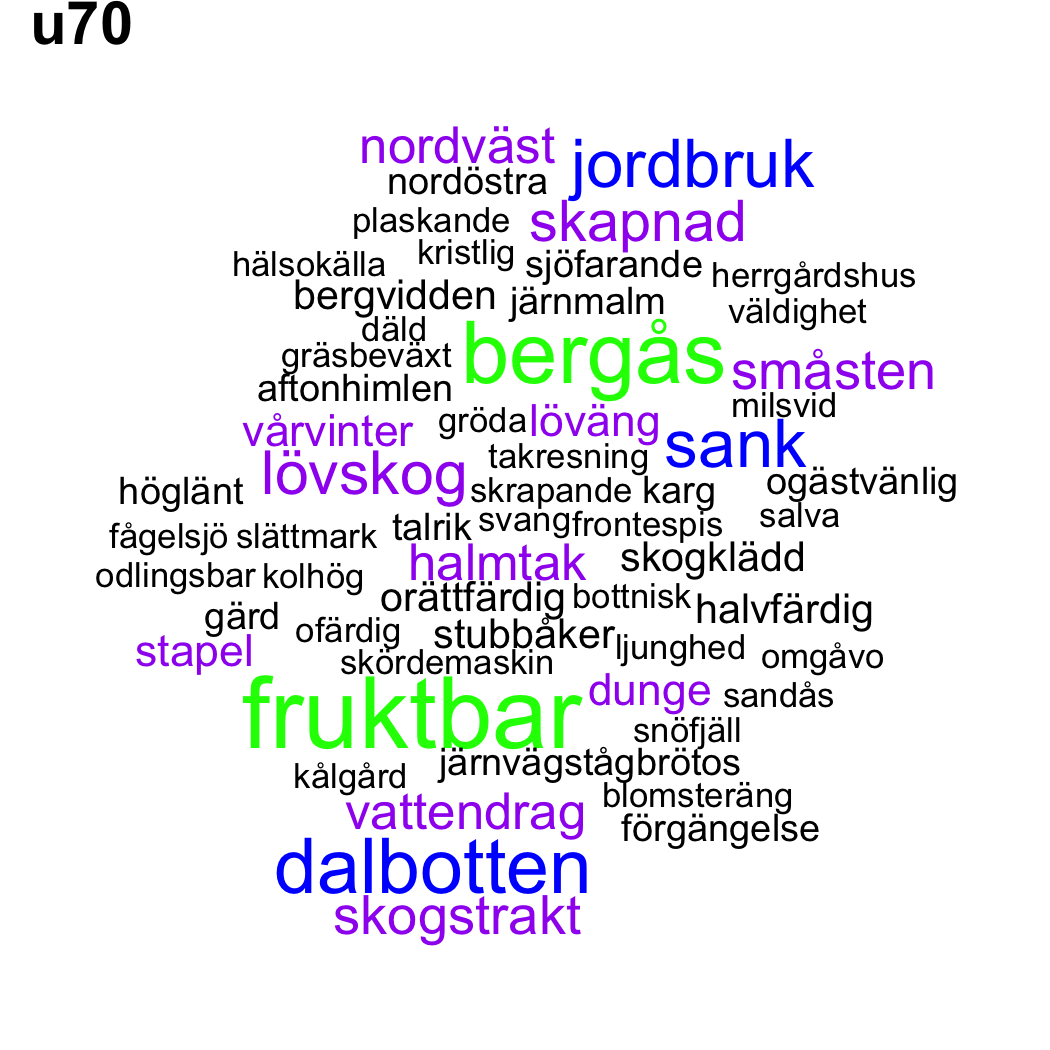 u70
nordväst jordbruk
nordöstra
plaskande skapnad
hälsokälla kristlig sjöfarande herrgårdshus
bergvidden järnmalm väldighet
däld bergås
gräsbeväxt småsten
aftonhimlen milsvid
vårvinter gröda löväng sank
lövskog takresning
höglänt skrapande karg ogästvänlig
fågelsjö slättmark talrik svang frontespis salva
halmtak skogklädd
odlingsbar kolhög orättfärdig bottnisk halvfärdig
gärd ofärdig stubbåker ljunghed omgåvo
stapel skördemaskin
fruktbar dunge sandås
snöfjäll
kålgård järnvägståg brötos
vattendrag blomsteräng
förgängelse
dalbotten
skogstrakt